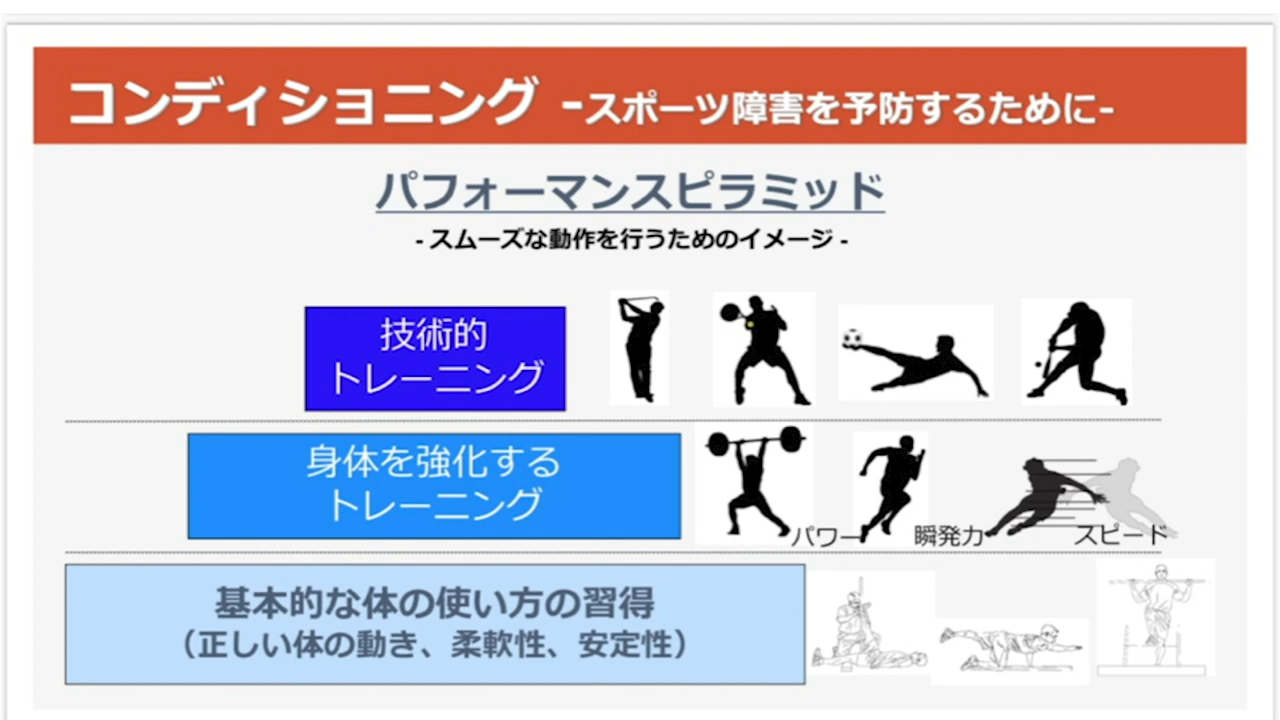 コンディショニング -スポーツ障害を予防するために-
パフォーマンスピラミッド
- スムーズな動作を行うためのイメージ -
技術的
トレーニング
身体を強化する
トレーニング
パワー 瞬発力 スピード
基本的な体の使い方の習得
（正しい体の動き、柔軟性、安定性）